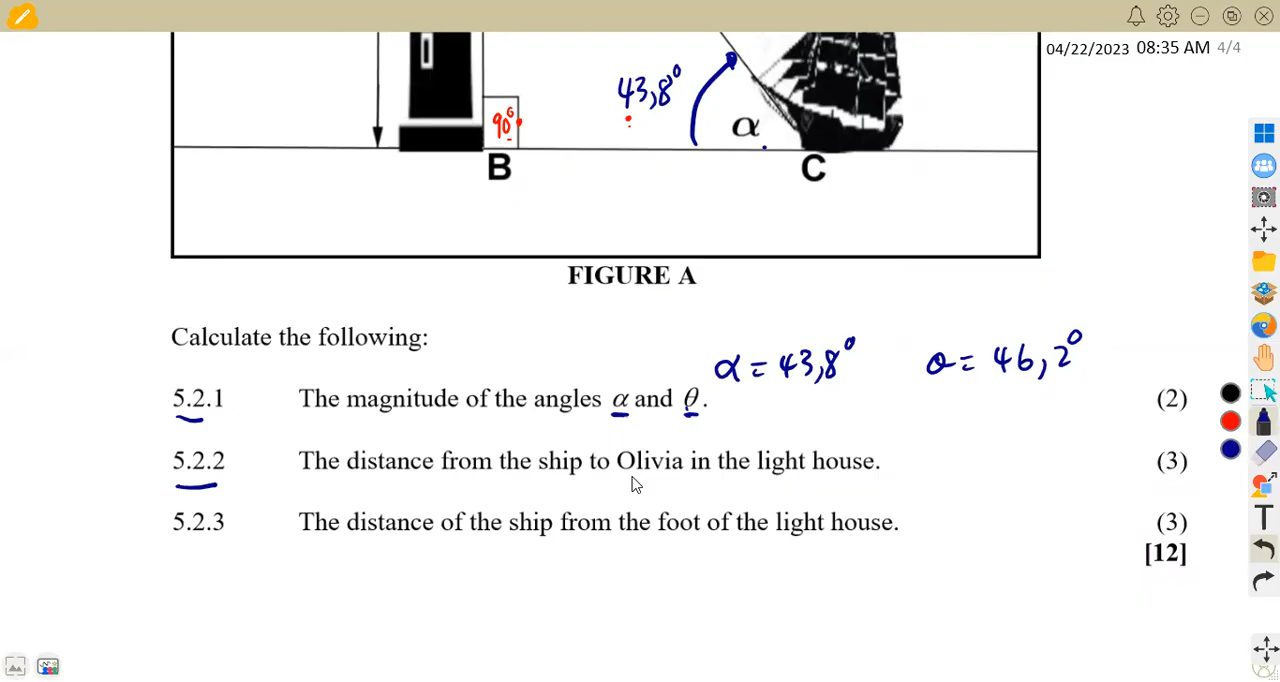 04/22/2023 08:35 AM 4/4
43,8°
90°
α
B
C
FIGURE A
Calculate the following:
α = 43,8° θ = 46,2°
5.2.1 The magnitude of the angles α and θ. (2)
5.2.2 The distance from the ship to Olivia in the light house. (3)
5.2.3 The distance of the ship from the foot of the light house. (3)
[12]
T